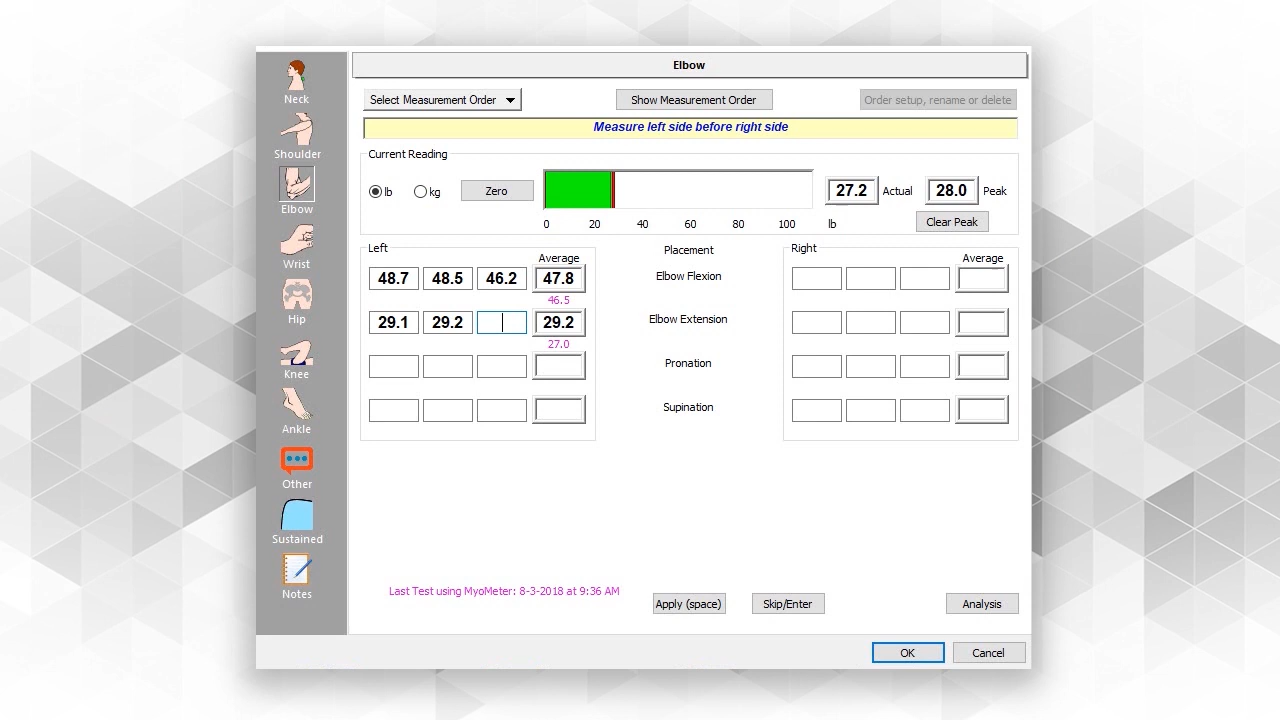 Elbow
Neck
Shoulder
Elbow
Wrist
Hip
Knee
Ankle
Other
Sustained
Notes
Select Measurement Order
Show Measurement Order
Order setup, rename or delete
Measure left side before right side
Current Reading
lb
kg
Zero
0 20 40 60 80 100 lb
27.2 Actual
28.0 Peak
Clear Peak
Left
Average
48.7 48.5 46.2 47.8
46.5
29.1 29.2 29.2
27.0
Placement
Elbow Flexion
Elbow Extension
Pronation
Supination
Right
Average
Last Test using MyoMeter: 8-3-2018 at 9:36 AM
Apply (space)
Skip/Enter
Analysis
OK
Cancel